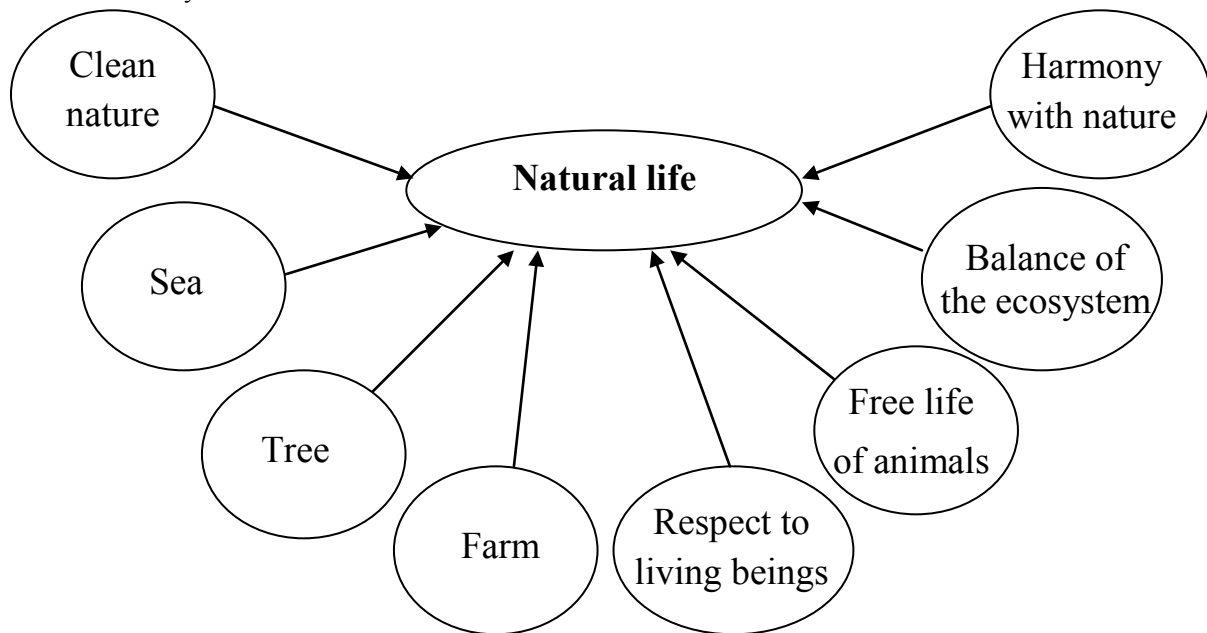 Clean
nature
Harmony
with nature
Natural life
Sea
Balance of
the ecosystem
Tree
Free life
of animals
Farm
Respect to
living beings